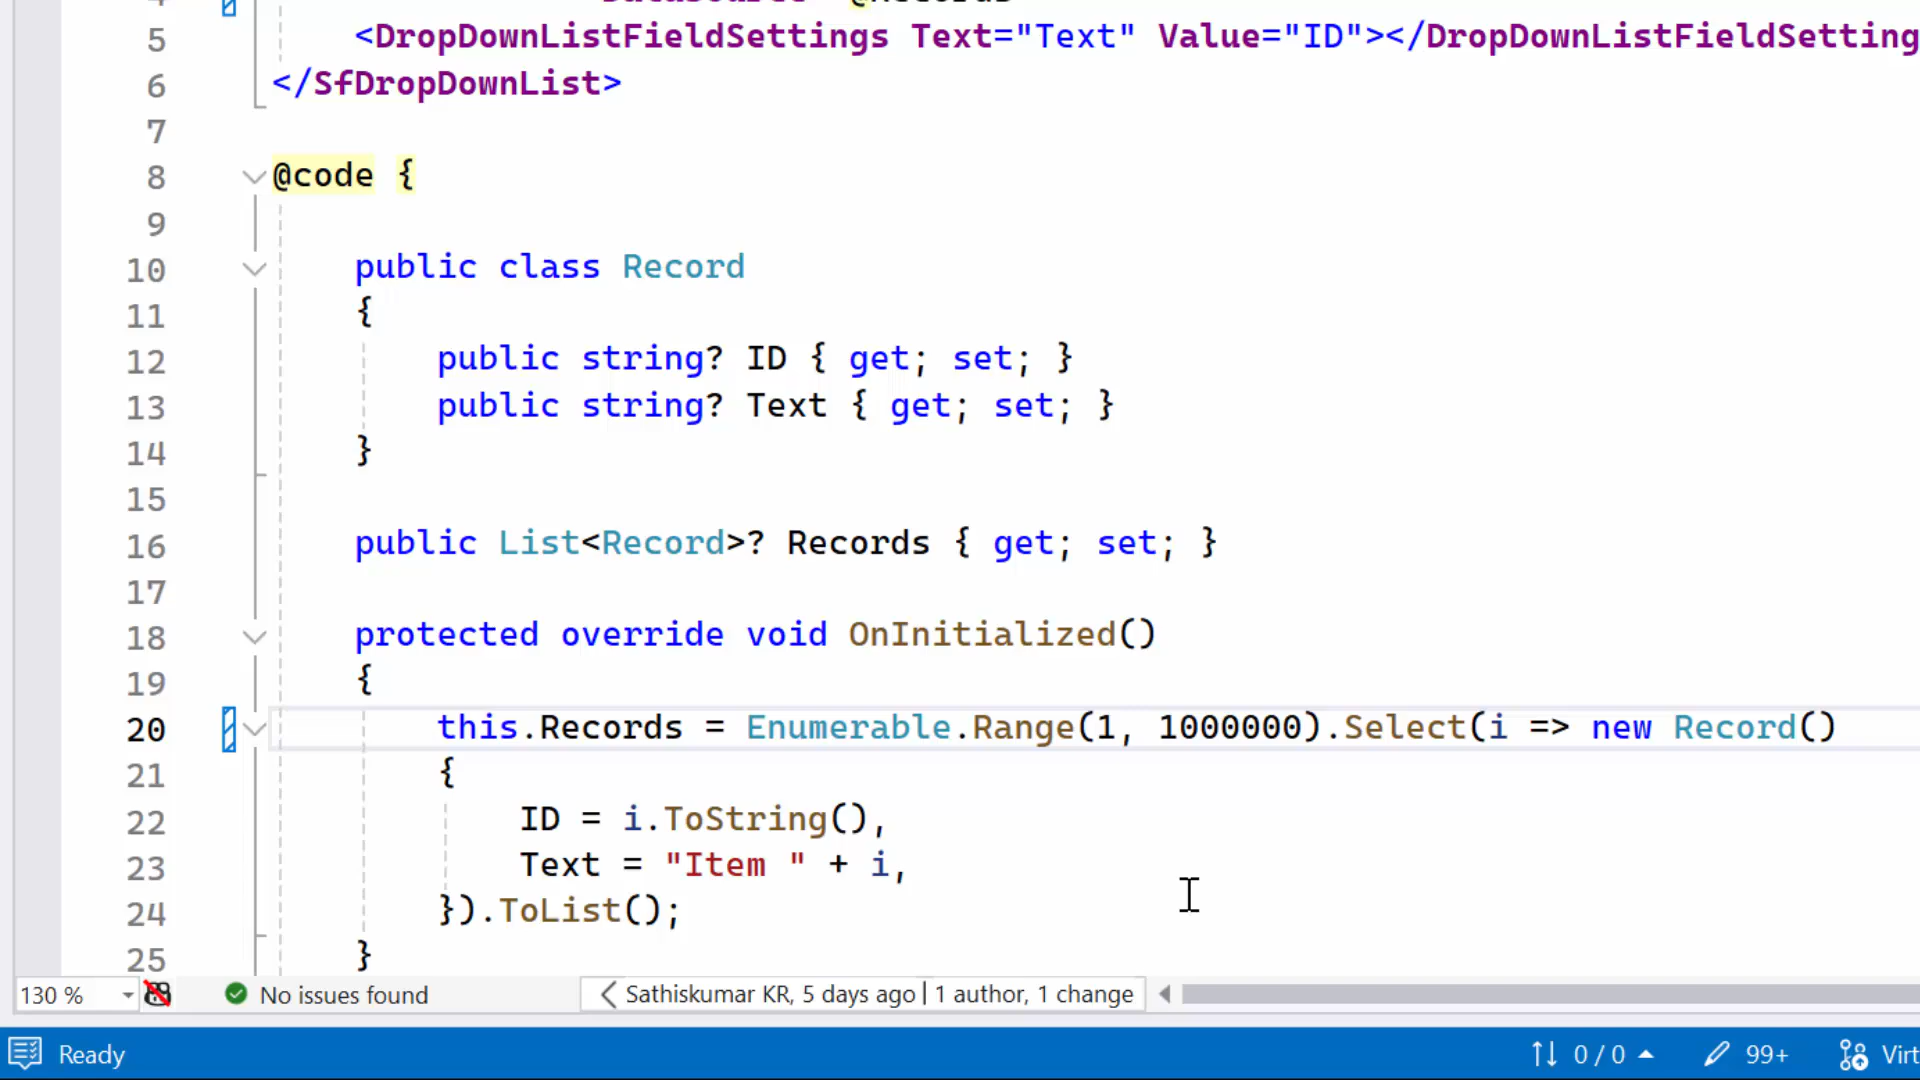 5 <DropDownListFieldSettings Text="Text" Value="ID"></DropDownListFieldSetting
6 </SfDropDownList>
7
8 @code {
9
10 public class Record
11 {
12 public string? ID { get; set; }
13 public string? Text { get; set; }
14 }
15
16 public List<Record>? Records { get; set; }
17
18 protected override void OnInitialized()
19 {
20 this.Records = Enumerable.Range(1, 1000000).Select(i => new Record()
21 {
22 ID = i.ToString(),
23 Text = "Item " + i,
24 }).ToList();
25 }
130 % No issues found Sathiskumar KR, 5 days ago | 1 author, 1 change
Ready 0 / 0 99+ Virt